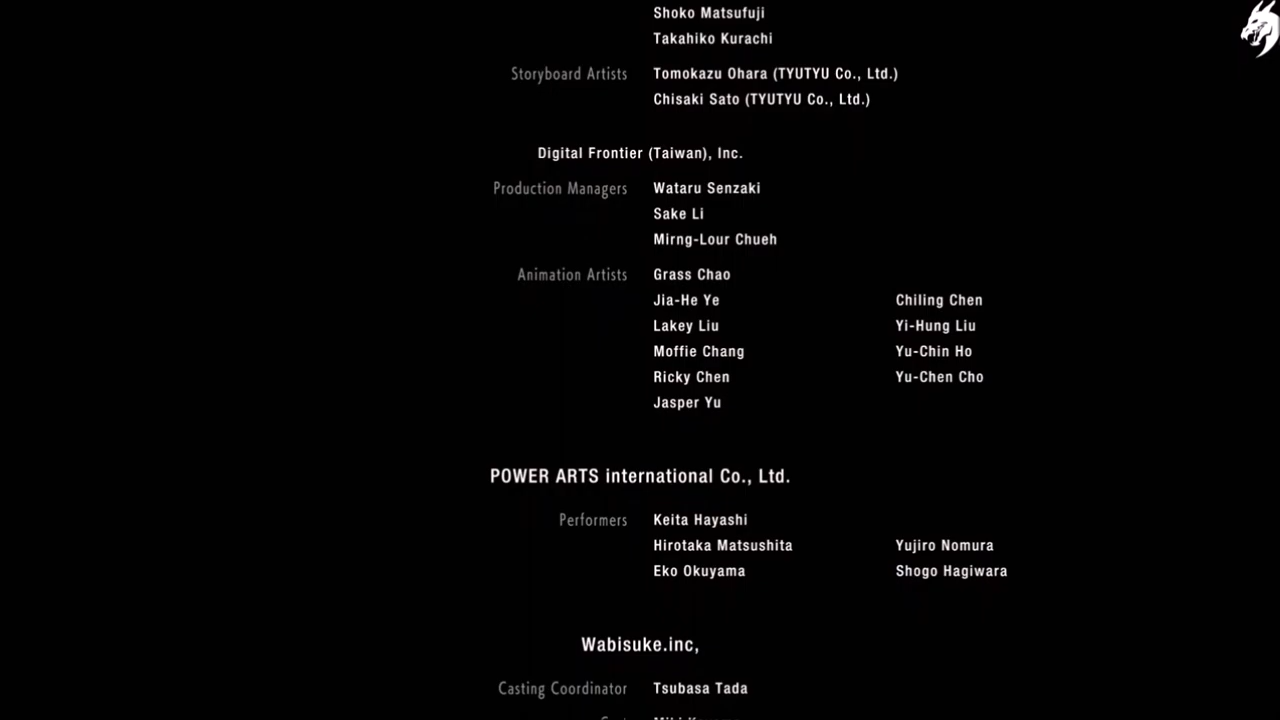 Shoko Matsufuji
Takahiko Kurachi
Storyboard Artists Tomokazu Ohara (TYUTYU Co., Ltd.)
Chisaki Sato (TYUTYU Co., Ltd.)
Digital Frontier (Taiwan), Inc.
Production Managers Wataru Senzaki
Sake Li
Mirng-Lour Chueh
Animation Artists Grass Chao
Jia-He Ye Chiling Chen
Lakey Liu Yi-Hung Liu
Moffie Chang Yu-Chin Ho
Ricky Chen Yu-Chen Cho
Jasper Yu
POWER ARTS international Co., Ltd.
Performers Keita Hayashi
Hirotaka Matsushita Yujiro Nomura
Eko Okuyama Shogo Hagiwara
Wabisuke.inc,
Casting Coordinator Tsubasa Tada